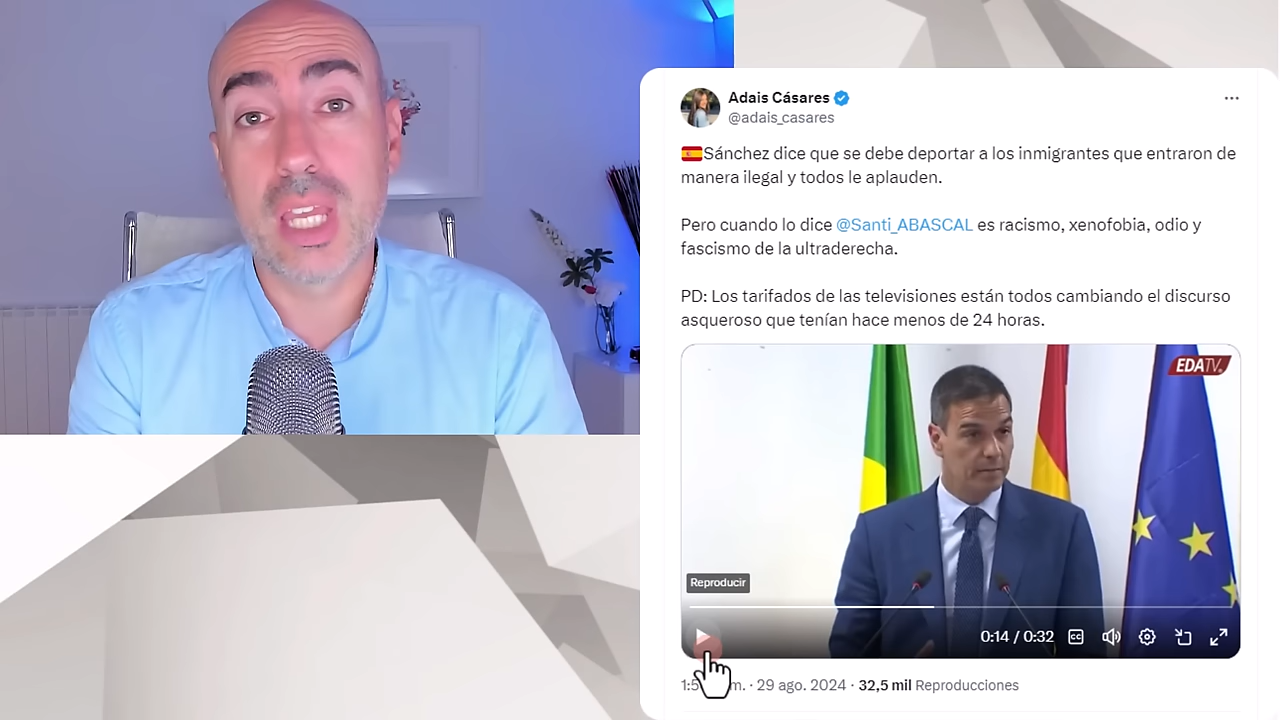 Adais Cásares
@adais_casares
🇪🇸Sánchez dice que se debe deportar a los inmigrantes que entraron de
manera ilegal y todos le aplauden.
Pero cuando lo dice @Santi_ABASCAL es racismo, xenofobia, odio y
fascismo de la ultraderecha.
PD: Los tarifados de las televisiones están todos cambiando el discurso
asqueroso que tenían hace menos de 24 horas.
EDATV.
Reproducir
0:14 / 0:32
CC
m. · 29 ago. 2024 · 32,5 mil Reproducciones